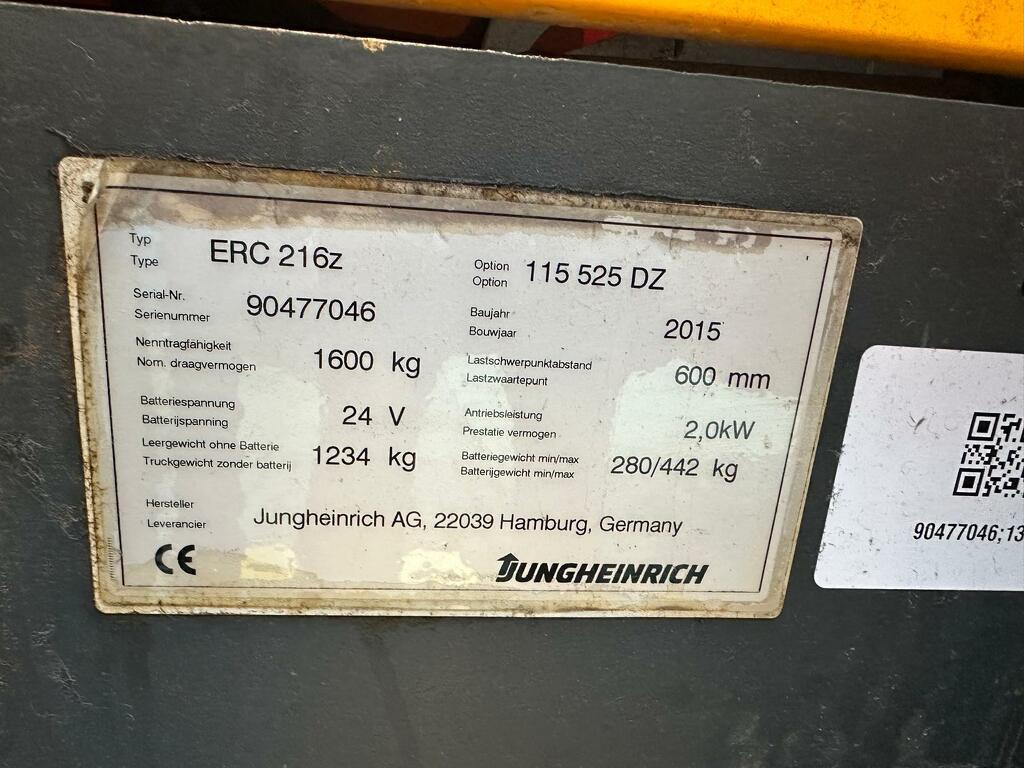 Typ
Type
ERC 216z
Option
Option
115 525 DZ
Serial-Nr.
Serienummer
90477046
Baujahr
Bouwjaar
2015
Nenntragfähigkeit
Nom. draagvermogen
1600 kg
Lastschwerpunktabstand
Lastzwaartepunt
600 mm
Batteriespannung
Batterijspanning
24 V
Antriebsleistung
Prestatie vermogen
2,0kW
Leergewicht ohne Batterie
Truckgewicht zonder batterij
1234 kg
Batteriegewicht min/max
Batterijgewicht min/max
280/442 kg
Hersteller
Leverancier
Jungheinrich AG, 22039 Hamburg, Germany
CE
JUNGHEINRICH
90477046;13